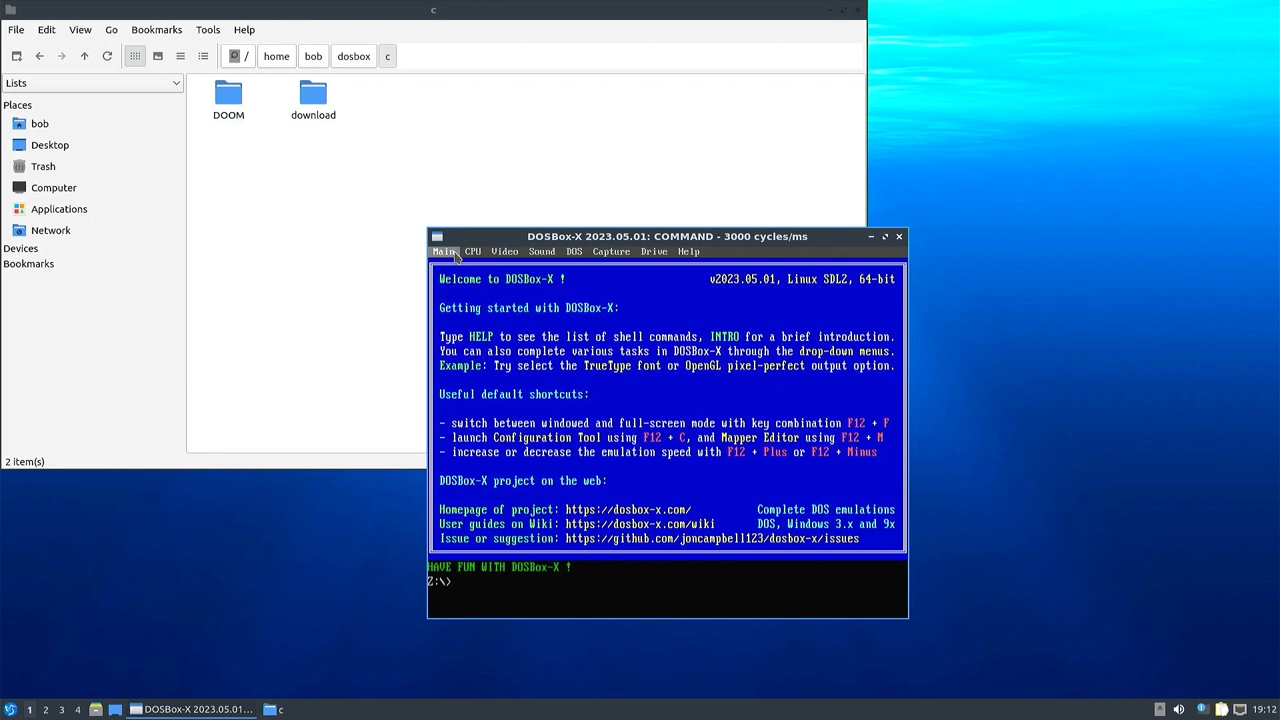 c
File Edit View Go Bookmarks Tools Help
/ home bob dosbox c
Lists
Places
bob
Desktop
Trash
Computer
Applications
Network
Devices
Bookmarks
DOOM download
2 item(s)
DOSBox-X 2023.05.01: COMMAND - 3000 cycles/ms
Main CPU Video Sound DOS Capture Drive Help
Welcome to DOSBox-X ! v2023.05.01, Linux SDL2, 64-bit
Getting started with DOSBox-X:
Type HELP to see the list of shell commands, INTRO for a brief introduction.
You can also complete various tasks in DOSBox-X through the drop-down menus.
Example: Try select the TrueType font or OpenGL pixel-perfect output option.
Useful default shortcuts:
- switch between windowed and full-screen mode with key combination F12 + F
- launch Configuration Tool using F12 + C, and Mapper Editor using F12 + M
- increase or decrease the emulation speed with F12 + Plus or F12 + Minus
DOSBox-X project on the web:
Homepage of project: https://dosbox-x.com/ Complete DOS emulations
User guides on Wiki: https://dosbox-x.com/wiki DOS, Windows 3.x and 9x
Issue or suggestion: https://github.com/joncampbell123/dosbox-x/issues
HAVE FUN WITH DOSBox-X !
Z:\>
1 2 3 4 DOSBox-X 2023.05.01... c 19:12